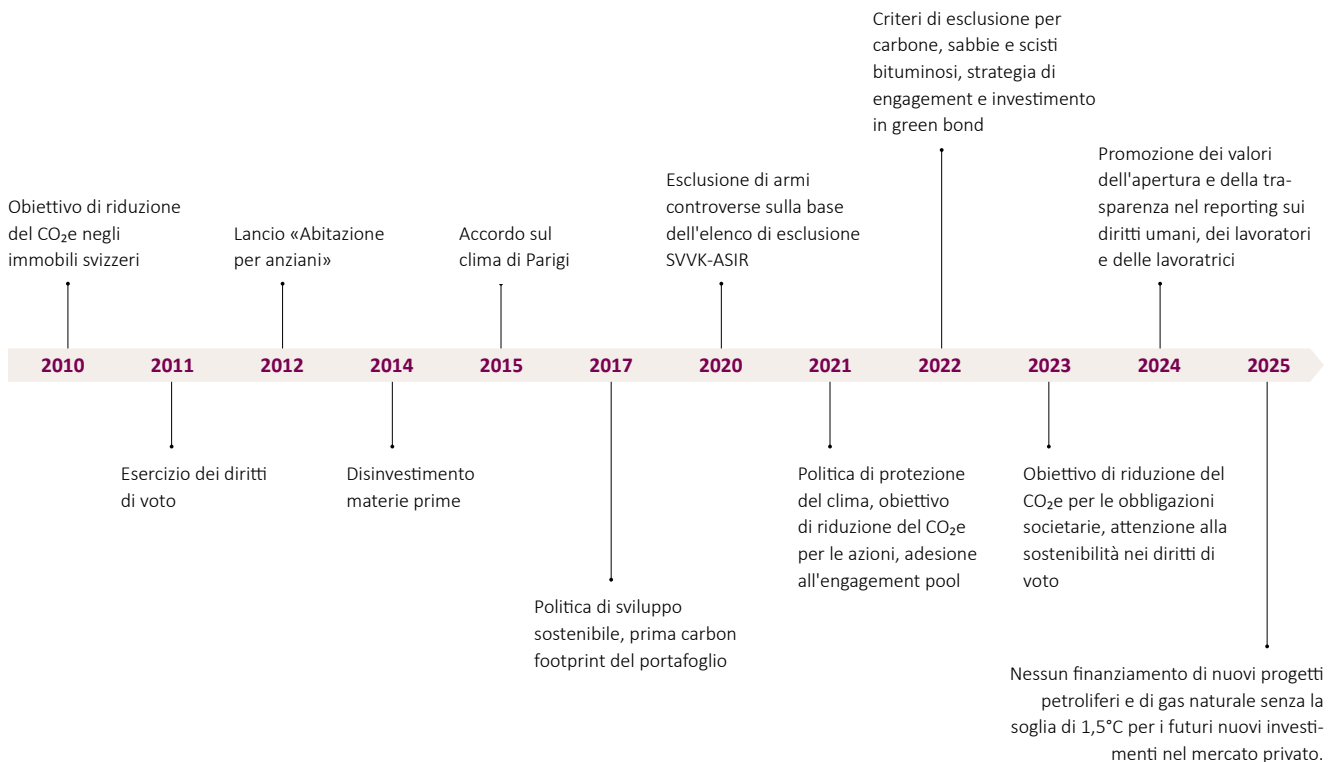 Criteri di esclusione per
carbone, sabbie e scisti
bituminosi, strategia di
engagement e investimento
in green bond
Promozione dei valori
dell'apertura e della tra-
sparenza nel reporting sui
diritti umani, dei lavoratori
e delle lavoratrici
Esclusione di armi
controverse sulla base
dell'elenco di esclusione
SVVK-ASIR
Obiettivo di riduzione
del CO₂e negli
immobili svizzeri
Lancio «Abitazione
per anziani»
Accordo sul
clima di Parigi
2010 2011 2012 2014 2015 2017 2020 2021 2022 2023 2024 2025
Esercizio dei diritti
di voto
Disinvestimento
materie prime
Politica di protezione
del clima, obiettivo
di riduzione del CO₂e
per le azioni, adesione
all'engagement pool
Obiettivo di riduzione del
CO₂e per le obbligazioni
societarie, attenzione alla
sostenibilità nei diritti di
voto
Politica di sviluppo
sostenibile, prima carbon
footprint del portafoglio
Nessun finanziamento di nuovi progetti
petroliferi e di gas naturale senza la
soglia di 1,5°C per i futuri nuovi investi-
menti nel mercato privato.